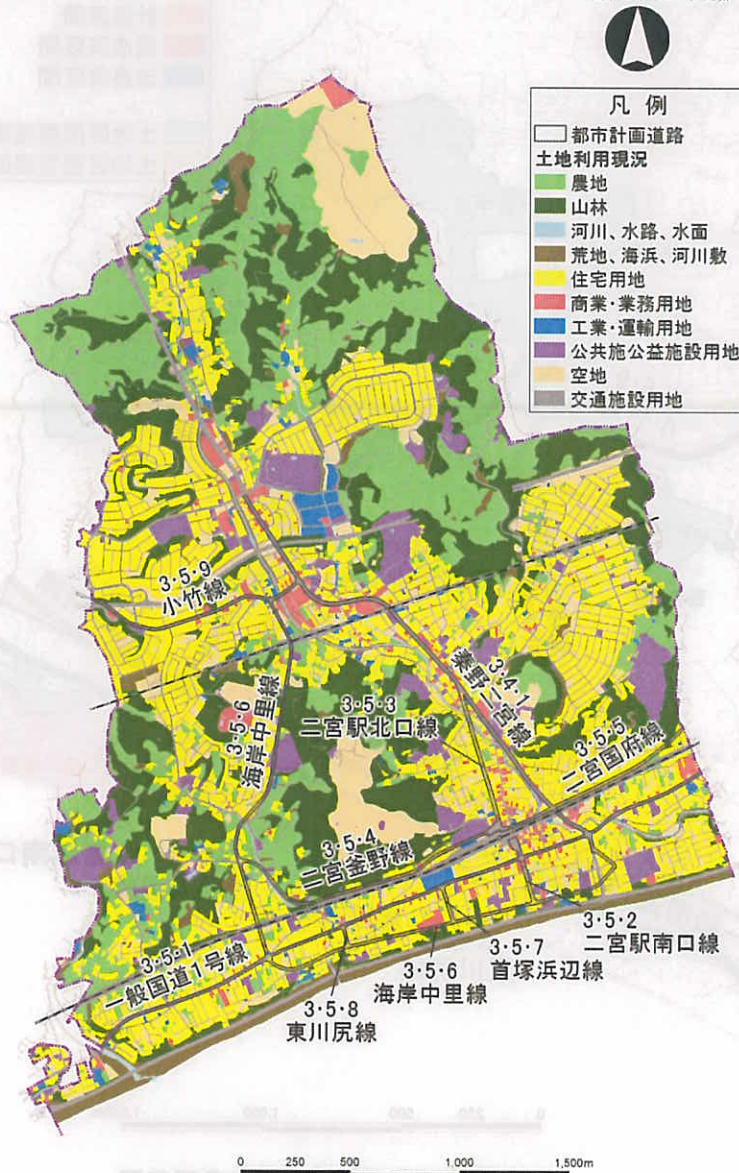 凡例
都市計画道路
土地利用現況
農地
山林
河川、水路、水面
荒地、海浜、河川敷
住宅用地
商業・業務用地
工業・運輸用地
公共施公益施設用地
空地
交通施設用地
3・5・9
小竹線
3・5・6
海岸中里線
3・5・3
二宮駅北口線
3・4・1
秦野二宮線
3・5・5
二宮国府線
3・5・4
二宮釜野線
3・5・1
一般国道1号線
3・5・8
東川尻線
3・5・6
海岸中里線
3・5・7
首塚浜辺線
3・5・2
二宮駅南口線
0 250 500 1,000 1,500m